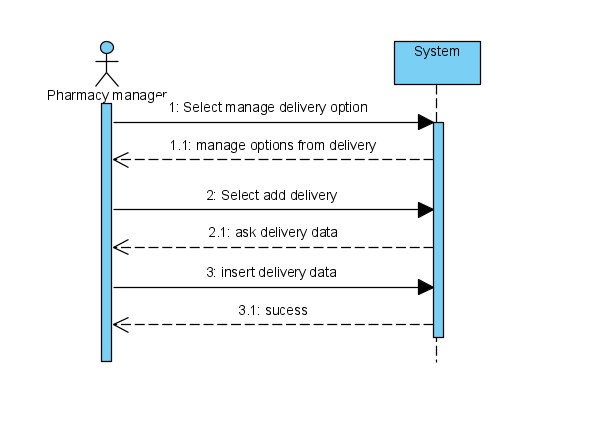 System
Pharmacy manager
1: Select manage delivery option
1.1: manage options from delivery
2: Select add delivery
2.1: ask delivery data
3: insert delivery data
3.1: sucess